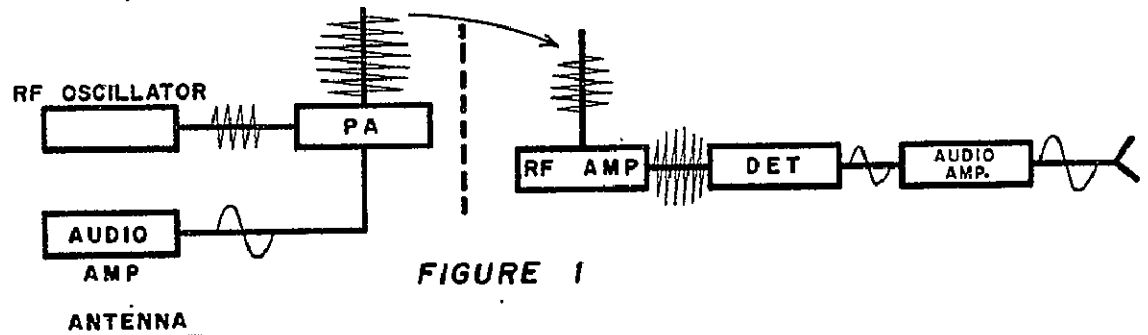 RF OSCILLATOR
PA
AUDIO
AMP
RF AMP
DET
AUDIO
AMP.
FIGURE 1
ANTENNA